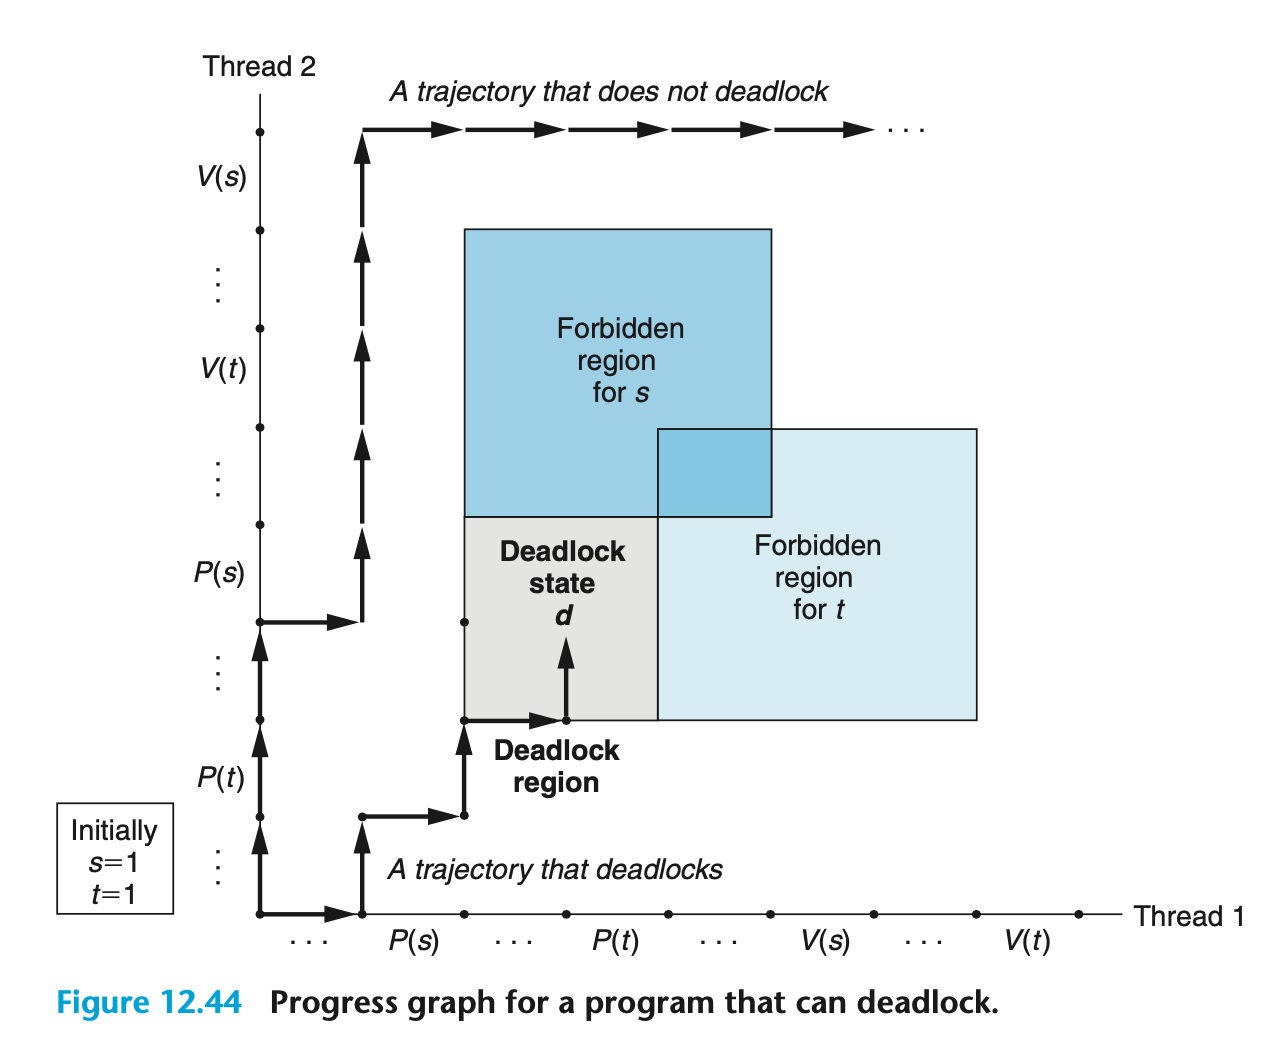 Thread 2
A trajectory that does not deadlock
. . .
V(s)
. . .
Forbidden
region
for s
V(t)
. . .
P(s)
Deadlock
state
d
Forbidden
region
for t
. . .
Deadlock
region
P(t)
Initially
s=1
t=1
. . .
A trajectory that deadlocks
Thread 1
. . . P(s) . . . P(t) . . . V(s) . . . V(t)
Figure 12.44 Progress graph for a program that can deadlock.